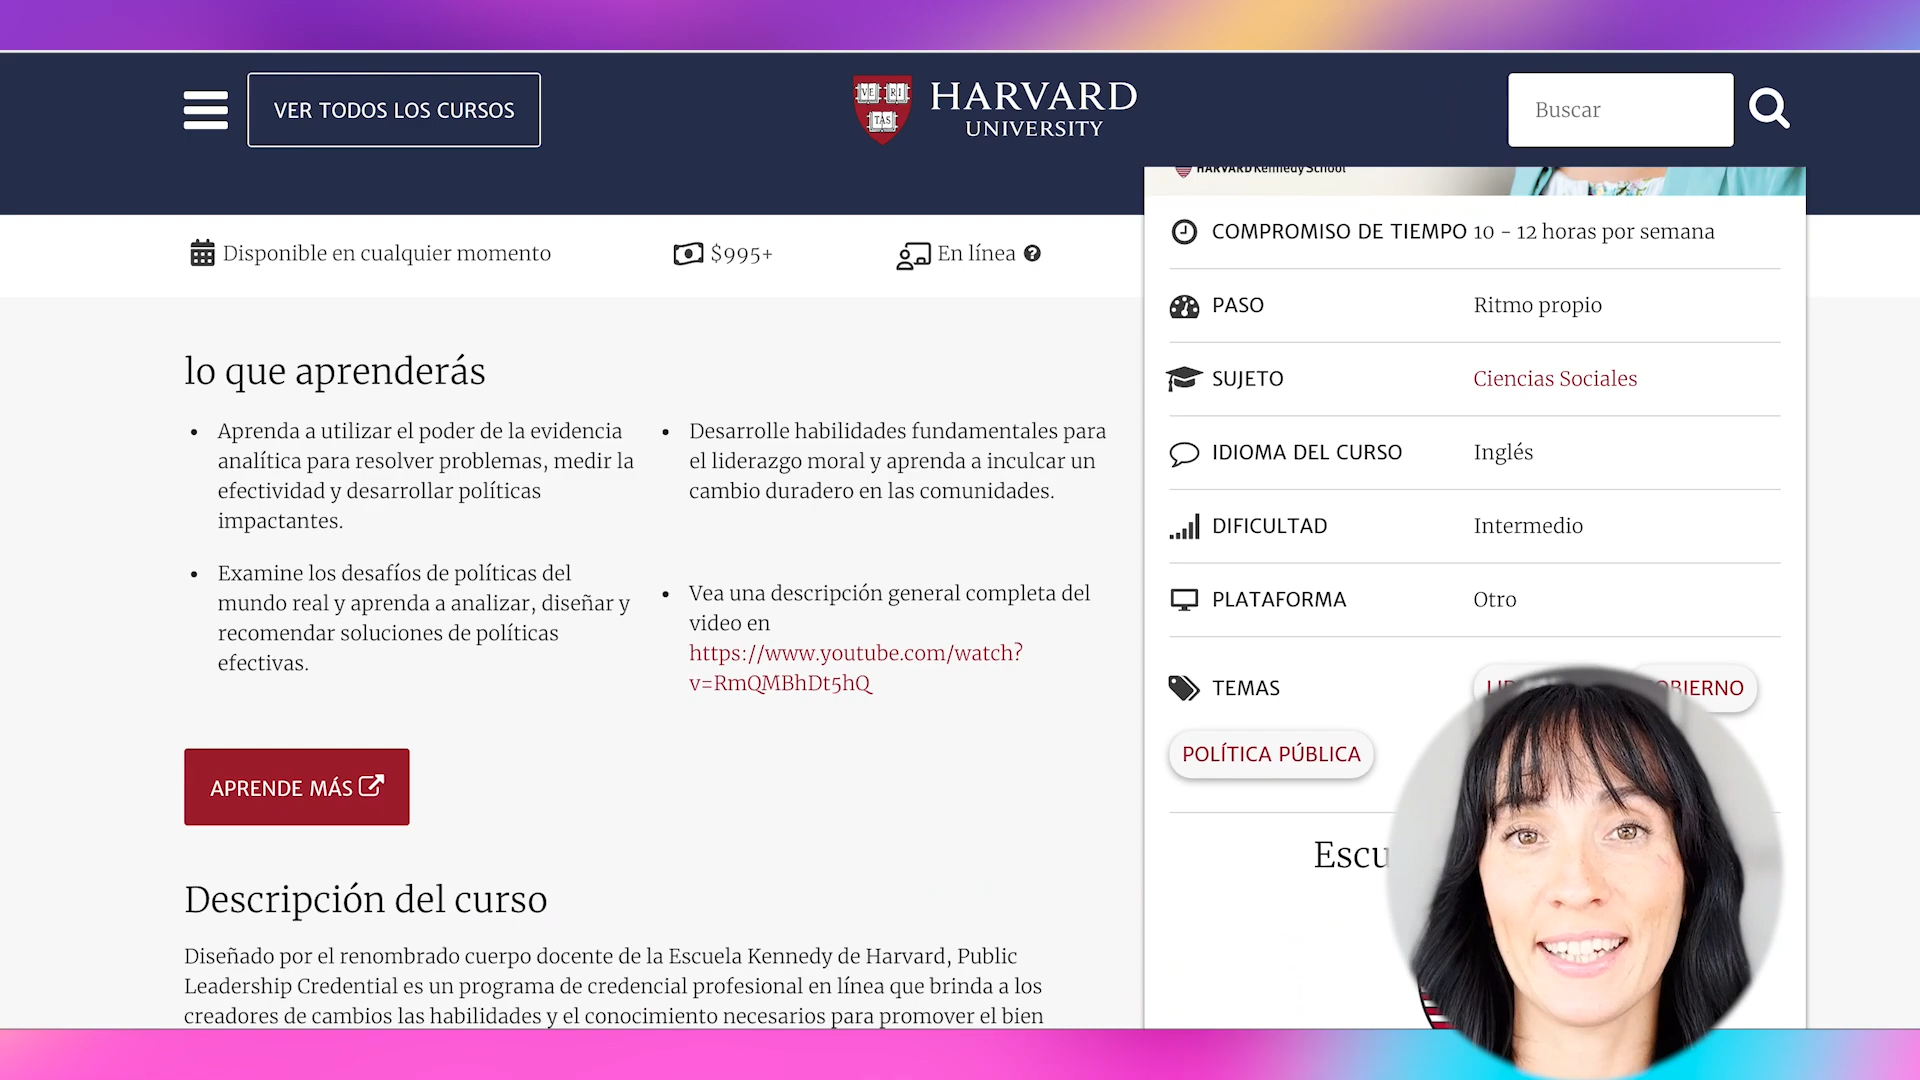 VER TODOS LOS CURSOS
VE RI
TAS
HARVARD
UNIVERSITY
Buscar
HARVARD Kennedy School
Disponible en cualquier momento
$995+
En línea
COMPROMISO DE TIEMPO 10 - 12 horas por semana
PASO Ritmo propio
SUJETO Ciencias Sociales
IDIOMA DEL CURSO Inglés
DIFICULTAD Intermedio
PLATAFORMA Otro
TEMAS
POLÍTICA PÚBLICA
lo que aprenderás
• Aprenda a utilizar el poder de la evidencia
analítica para resolver problemas, medir la
efectividad y desarrollar políticas
impactantes.
• Examine los desafíos de políticas del
mundo real y aprenda a analizar, diseñar y
recomendar soluciones de políticas
efectivas.
• Desarrolle habilidades fundamentales para
el liderazgo moral y aprenda a inculcar un
cambio duradero en las comunidades.
• Vea una descripción general completa del
video en
https://www.youtube.com/watch?
v=RmQMBhDt5hQ
APRENDE MÁS
Descripción del curso
Diseñado por el renombrado cuerpo docente de la Escuela Kennedy de Harvard, Public
Leadership Credential es un programa de credencial profesional en línea que brinda a los
creadores de cambios las habilidades y el conocimiento necesarios para promover el bien